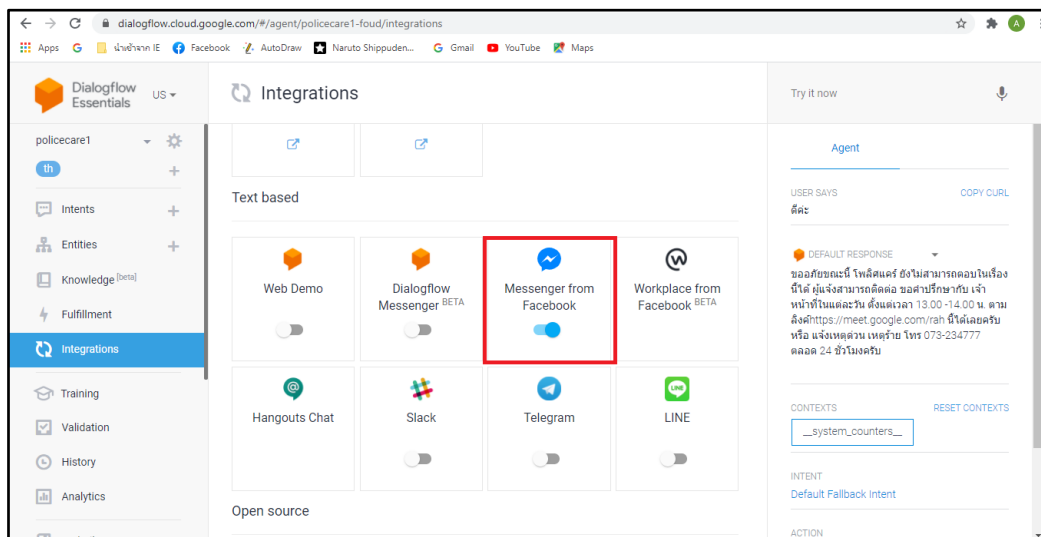 dialogflow.cloud.google.com/#/agent/policecare1-foud/integrations
A
Apps
นำเข้าจาก IE
Facebook
AutoDraw
Naruto Shippuden...
Gmail
YouTube
Maps
Dialogflow
Essentials
US
policecare1
th
Intents
Entities
Knowledge [beta]
Fulfillment
Integrations
Training
Validation
History
Analytics
Integrations
Text based
Web Demo
Dialogflow
Messenger BETA
Messenger from
Facebook
Workplace from
Facebook BETA
Hangouts Chat
Slack
Telegram
LINE
Open source
Try it now
Agent
USER SAYS
COPY CURL
ดีค่ะ
DEFAULT RESPONSE
ขออภัยขณะนี้ โพลิศแคร์ ยังไม่สามารถตอบในเรื่อง
นี้ได้ ผู้แจ้งสามารถติดต่อ ขอคำปรึกษากับ เจ้า
หน้าที่ในแต่ละวัน ตั้งแต่เวลา 13.00 -14.00 น. ตาม
ลิงค์https://meet.google.com/rah นี้ได้เลยครับ
หรือ แจ้งเหตุด่วน เหตุร้าย โทร 073-234777
ตลอด 24 ชั่วโมงครับ
CONTEXTS
RESET CONTEXTS
__system_counters__
INTENT
Default Fallback Intent
ACTION